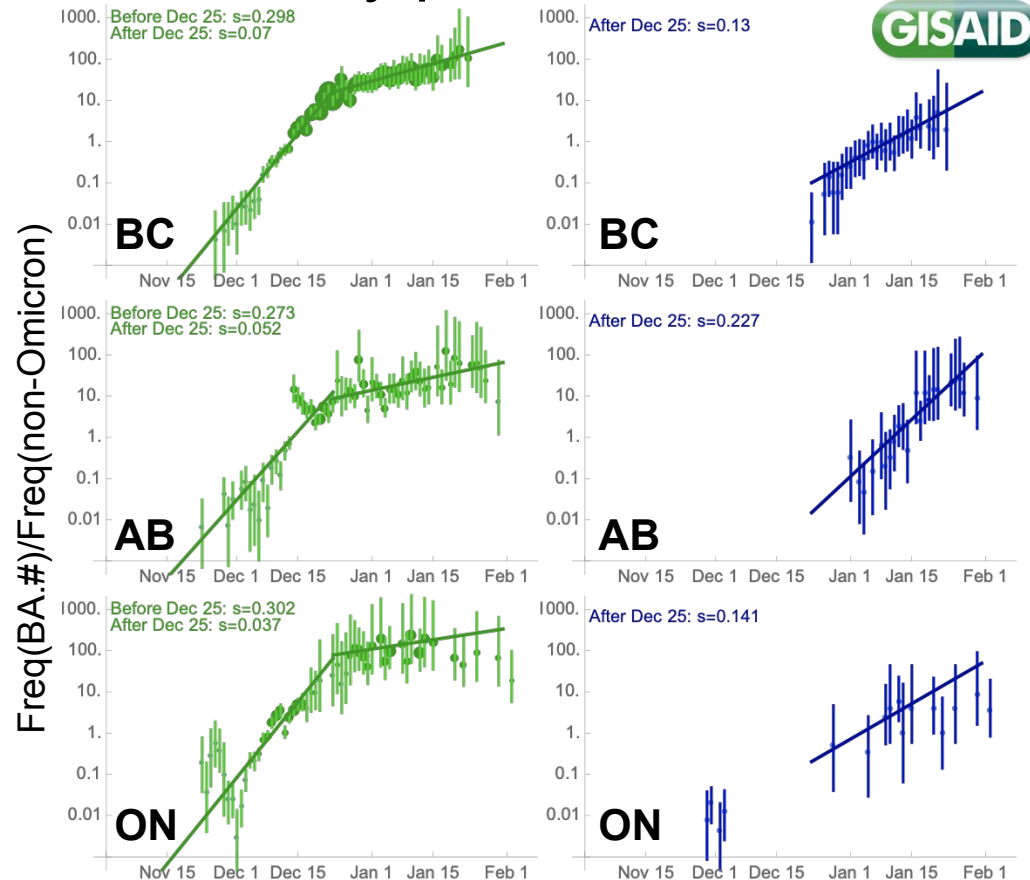 GISAID
Freq(BA.#)/Freq(non-Omicron)
Before Dec 25: s=0.298
After Dec 25: s=0.07
1000.
100.
10.
1.
0.1
0.01
BC
Nov 15 Dec 1 Dec 15 Jan 1 Jan 15 Feb 1
After Dec 25: s=0.13
1000.
100.
10.
1.
0.1
0.01
BC
Nov 15 Dec 1 Dec 15 Jan 1 Jan 15 Feb 1
Before Dec 25: s=0.273
After Dec 25: s=0.052
1000.
100.
10.
1.
0.1
0.01
AB
Nov 15 Dec 1 Dec 15 Jan 1 Jan 15 Feb 1
After Dec 25: s=0.227
1000.
100.
10.
1.
0.1
0.01
AB
Nov 15 Dec 1 Dec 15 Jan 1 Jan 15 Feb 1
Before Dec 25: s=0.302
After Dec 25: s=0.037
1000.
100.
10.
1.
0.1
0.01
ON
Nov 15 Dec 1 Dec 15 Jan 1 Jan 15 Feb 1
After Dec 25: s=0.141
1000.
100.
10.
1.
0.1
0.01
ON
Nov 15 Dec 1 Dec 15 Jan 1 Jan 15 Feb 1